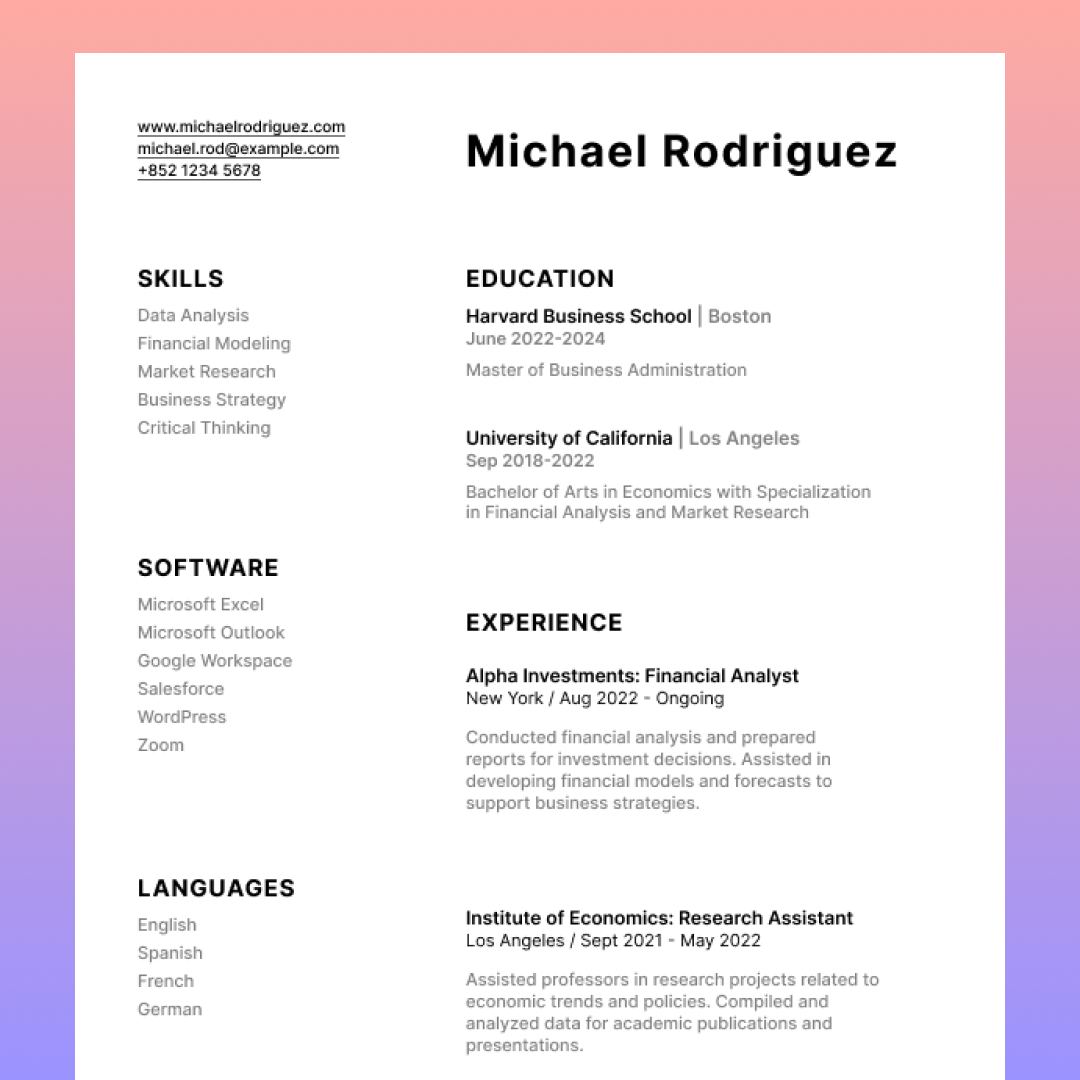 www.michaelrodriguez.com
michael.rod@example.com
+852 1234 5678
Michael Rodriguez
SKILLS
Data Analysis
Financial Modeling
Market Research
Business Strategy
Critical Thinking
SOFTWARE
Microsoft Excel
Microsoft Outlook
Google Workspace
Salesforce
WordPress
Zoom
LANGUAGES
English
Spanish
French
German
EDUCATION
Harvard Business School | Boston
June 2022-2024
Master of Business Administration
University of California | Los Angeles
Sep 2018-2022
Bachelor of Arts in Economics with Specialization
in Financial Analysis and Market Research
EXPERIENCE
Alpha Investments: Financial Analyst
New York / Aug 2022 - Ongoing
Conducted financial analysis and prepared
reports for investment decisions. Assisted in
developing financial models and forecasts to
support business strategies.
Institute of Economics: Research Assistant
Los Angeles / Sept 2021 - May 2022
Assisted professors in research projects related to
economic trends and policies. Compiled and
analyzed data for academic publications and
presentations.